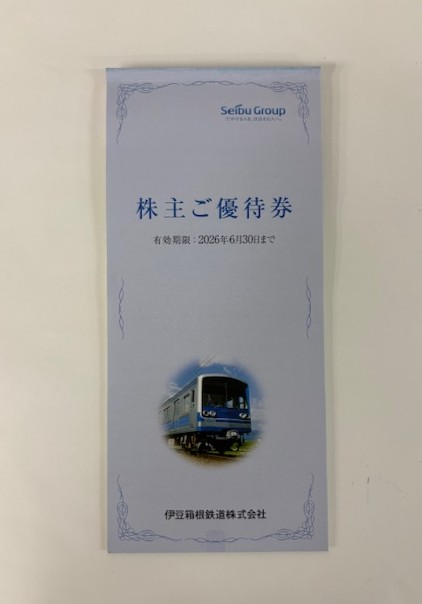 Seibu Group
株主ご優待券
有効期限：2026年6月30日まで
伊豆箱根鉄道株式会社